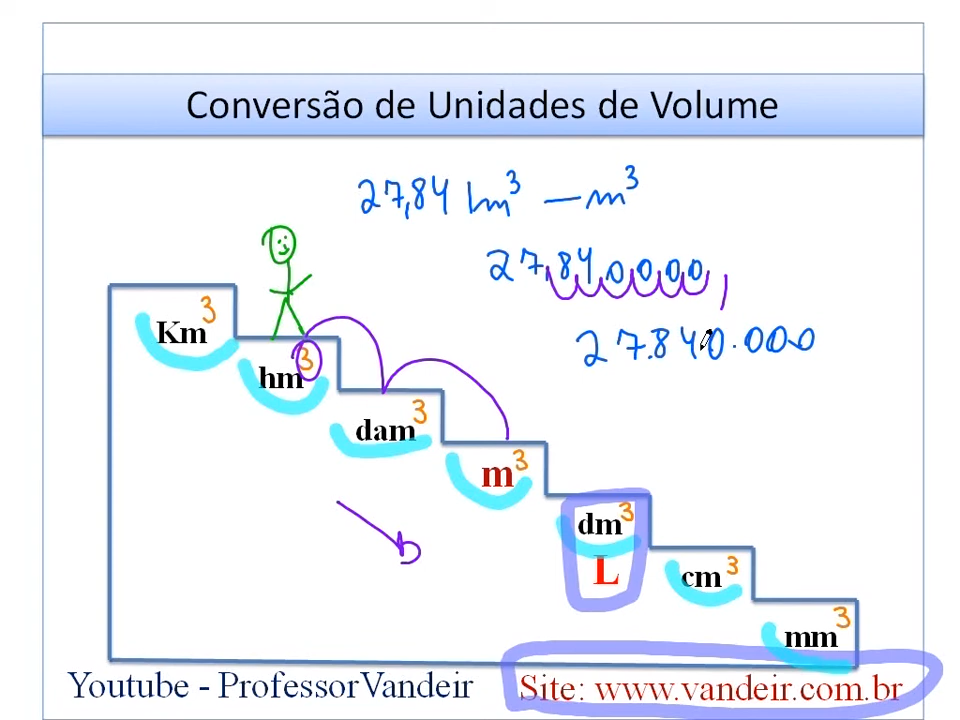 Conversão de Unidades de Volume
27,84 hm³ — m³
27,840000,
27.840.000
Km³
hm³
dam³
m³
dm³
L
cm³
mm³
Youtube - ProfessorVandeir
Site: www.vandeir.com.br